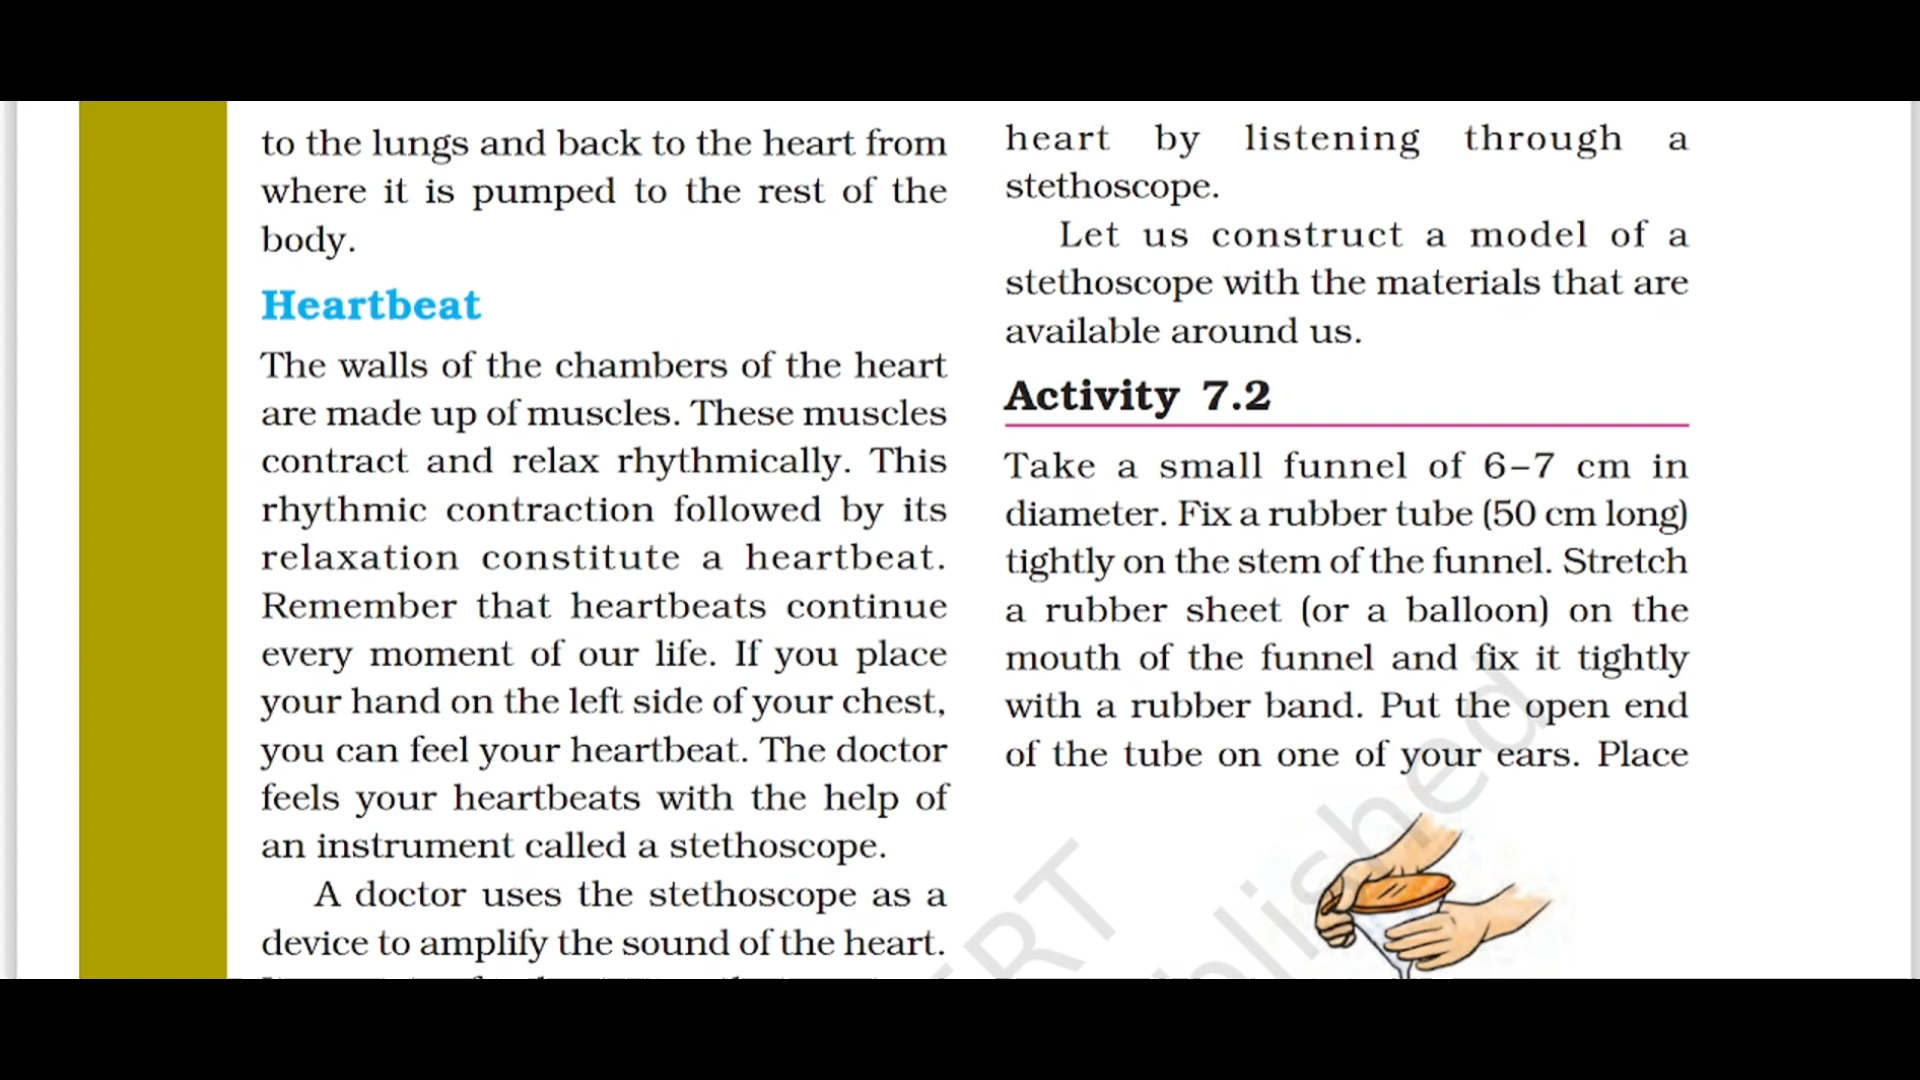 to the lungs and back to the heart from
where it is pumped to the rest of the
body.
Heartbeat
The walls of the chambers of the heart
are made up of muscles. These muscles
contract and relax rhythmically. This
rhythmic contraction followed by its
relaxation constitute a heartbeat.
Remember that heartbeats continue
every moment of our life. If you place
your hand on the left side of your chest,
you can feel your heartbeat. The doctor
feels your heartbeats with the help of
an instrument called a stethoscope.
A doctor uses the stethoscope as a
device to amplify the sound of the heart.
heart by listening through a
stethoscope.
Let us construct a model of a
stethoscope with the materials that are
available around us.
Activity 7.2
Take a small funnel of 6–7 cm in
diameter. Fix a rubber tube (50 cm long)
tightly on the stem of the funnel. Stretch
a rubber sheet (or a balloon) on the
mouth of the funnel and fix it tightly
with a rubber band. Put the open end
of the tube on one of your ears. Place